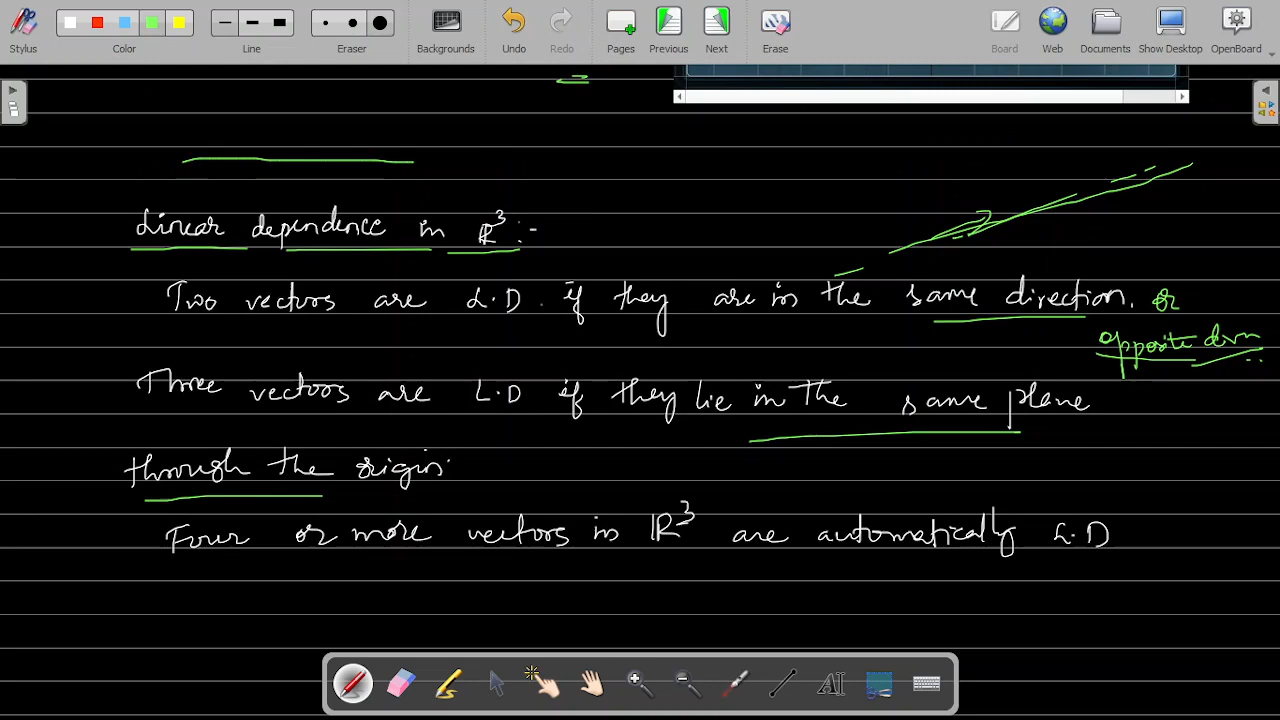 Stylus Color Line Eraser Backgrounds Undo Redo Pages Previous Next Erase Board Web Documents Show Desktop OpenBoard
Linear dependence in ℝ³ :-
Two vectors are L.D. if they are in the same direction. or
opposite dirn
Three vectors are L.D if they lie in the same plane
through the origin.
Four or more vectors in ℝ³ are automatically L.D